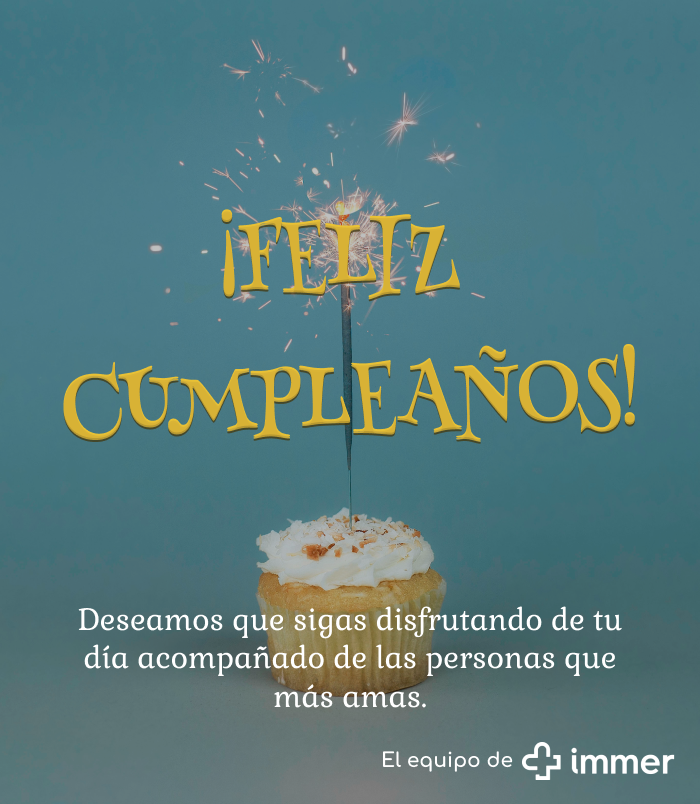 ¡FELIZ
CUMPLEAÑOS!
Deseamos que sigas disfrutando de tu
día acompañado de las personas que
más amas.
El equipo de immer